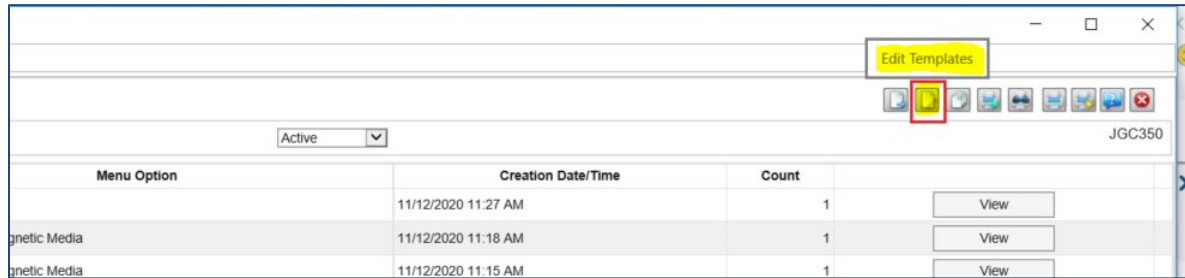 Edit Templates
Active JGC350
Menu Option Creation Date/Time Count
11/12/2020 11:27 AM 1 View
gnetic Media 11/12/2020 11:18 AM 1 View
gnetic Media 11/12/2020 11:15 AM 1 View